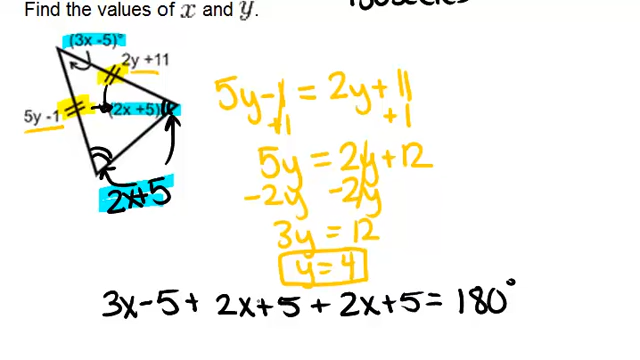 Find the values of x and y.
(3x -5)°
2y +11
5y -1
(2x +5)
2x+5
5y-1 = 2y+11
+1 +1
5y = 2y+12
-2y -2y
3y = 12
y = 4
3x-5+ 2x+5 + 2x+5 = 180°